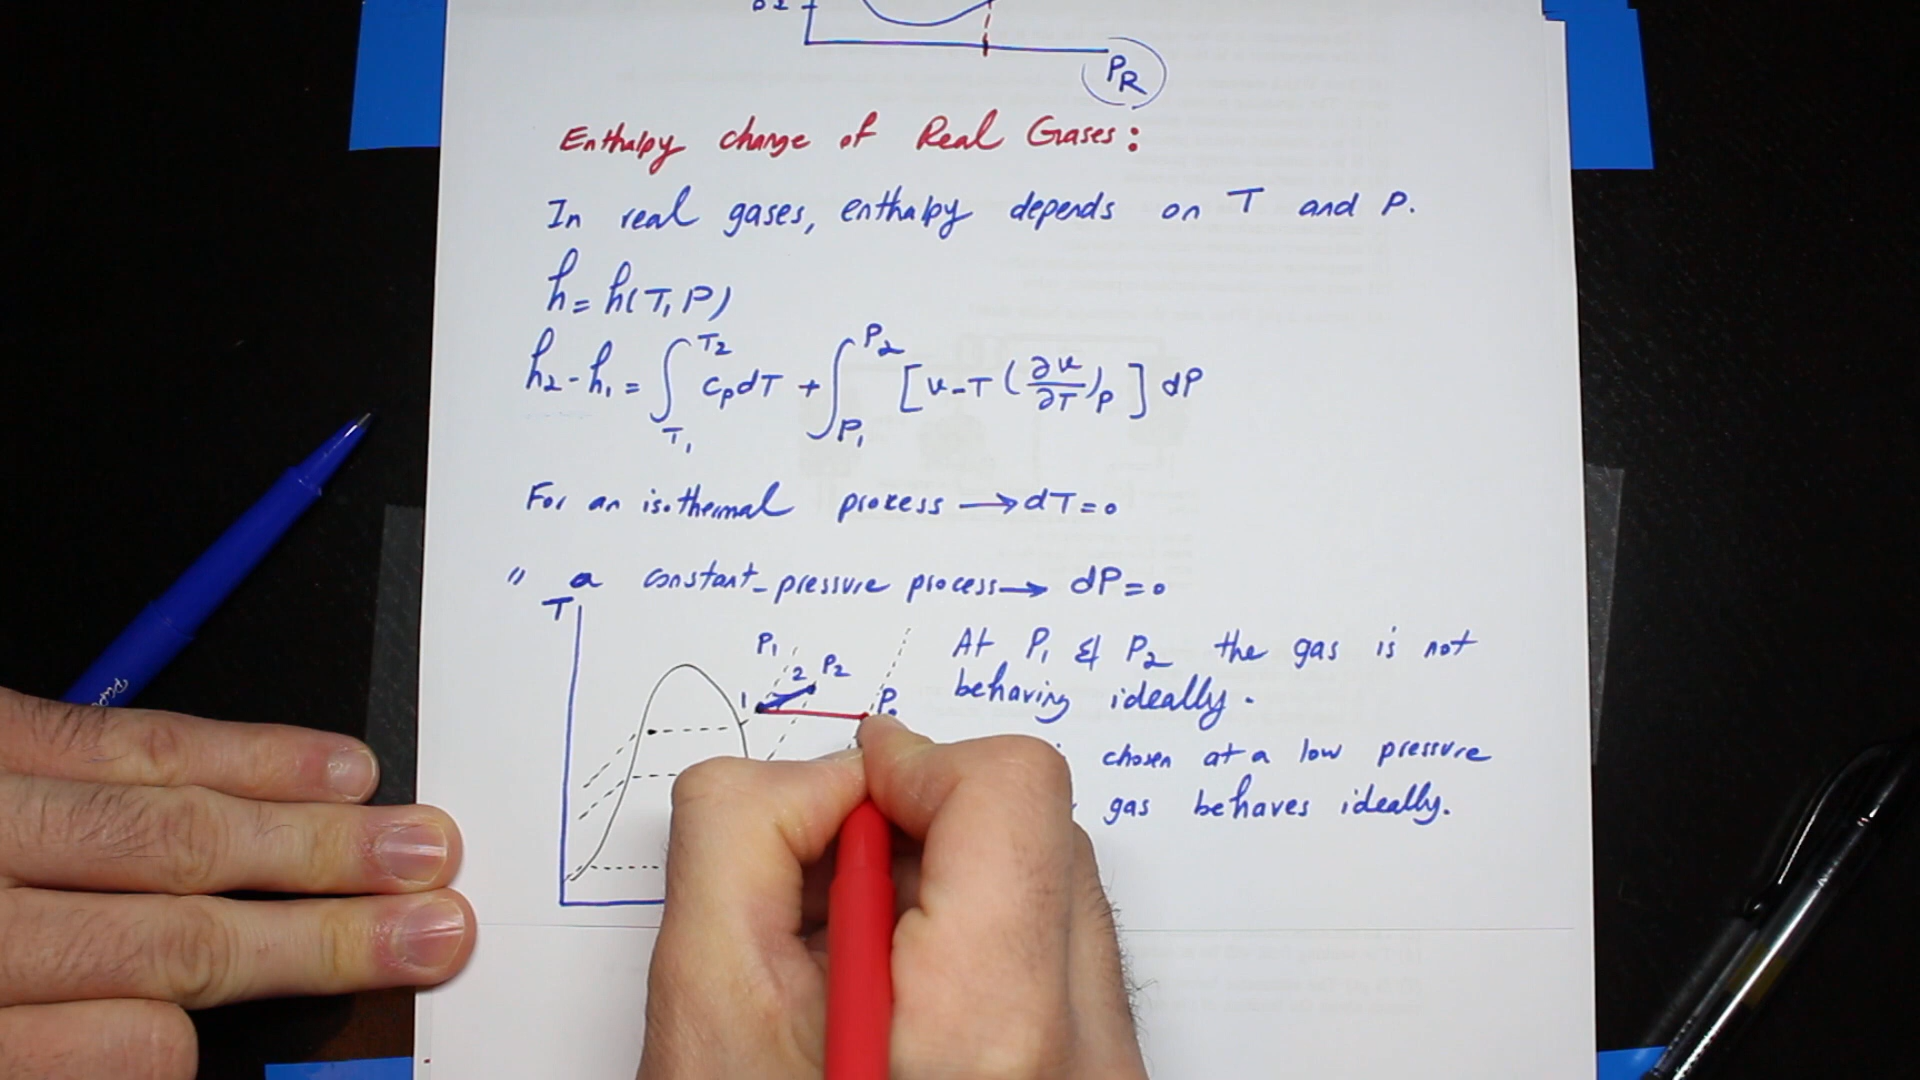 P_R
Enthalpy change of Real Gases:
In real gases, enthalpy depends on T and P.
h = h(T, P)
h₂ - h₁ = ∫_{T₁}^{T₂} c_p dT + ∫_{P₁}^{P₂} [v - T (∂v/∂T)_P] dP
For an isothermal process → dT = 0
" a constant-pressure process → dP = 0
T
P₁
2 P₂
1
P₀
At P₁ & P₂ the gas is not
behaving ideally.
chosen at a low pressure
gas behaves ideally.